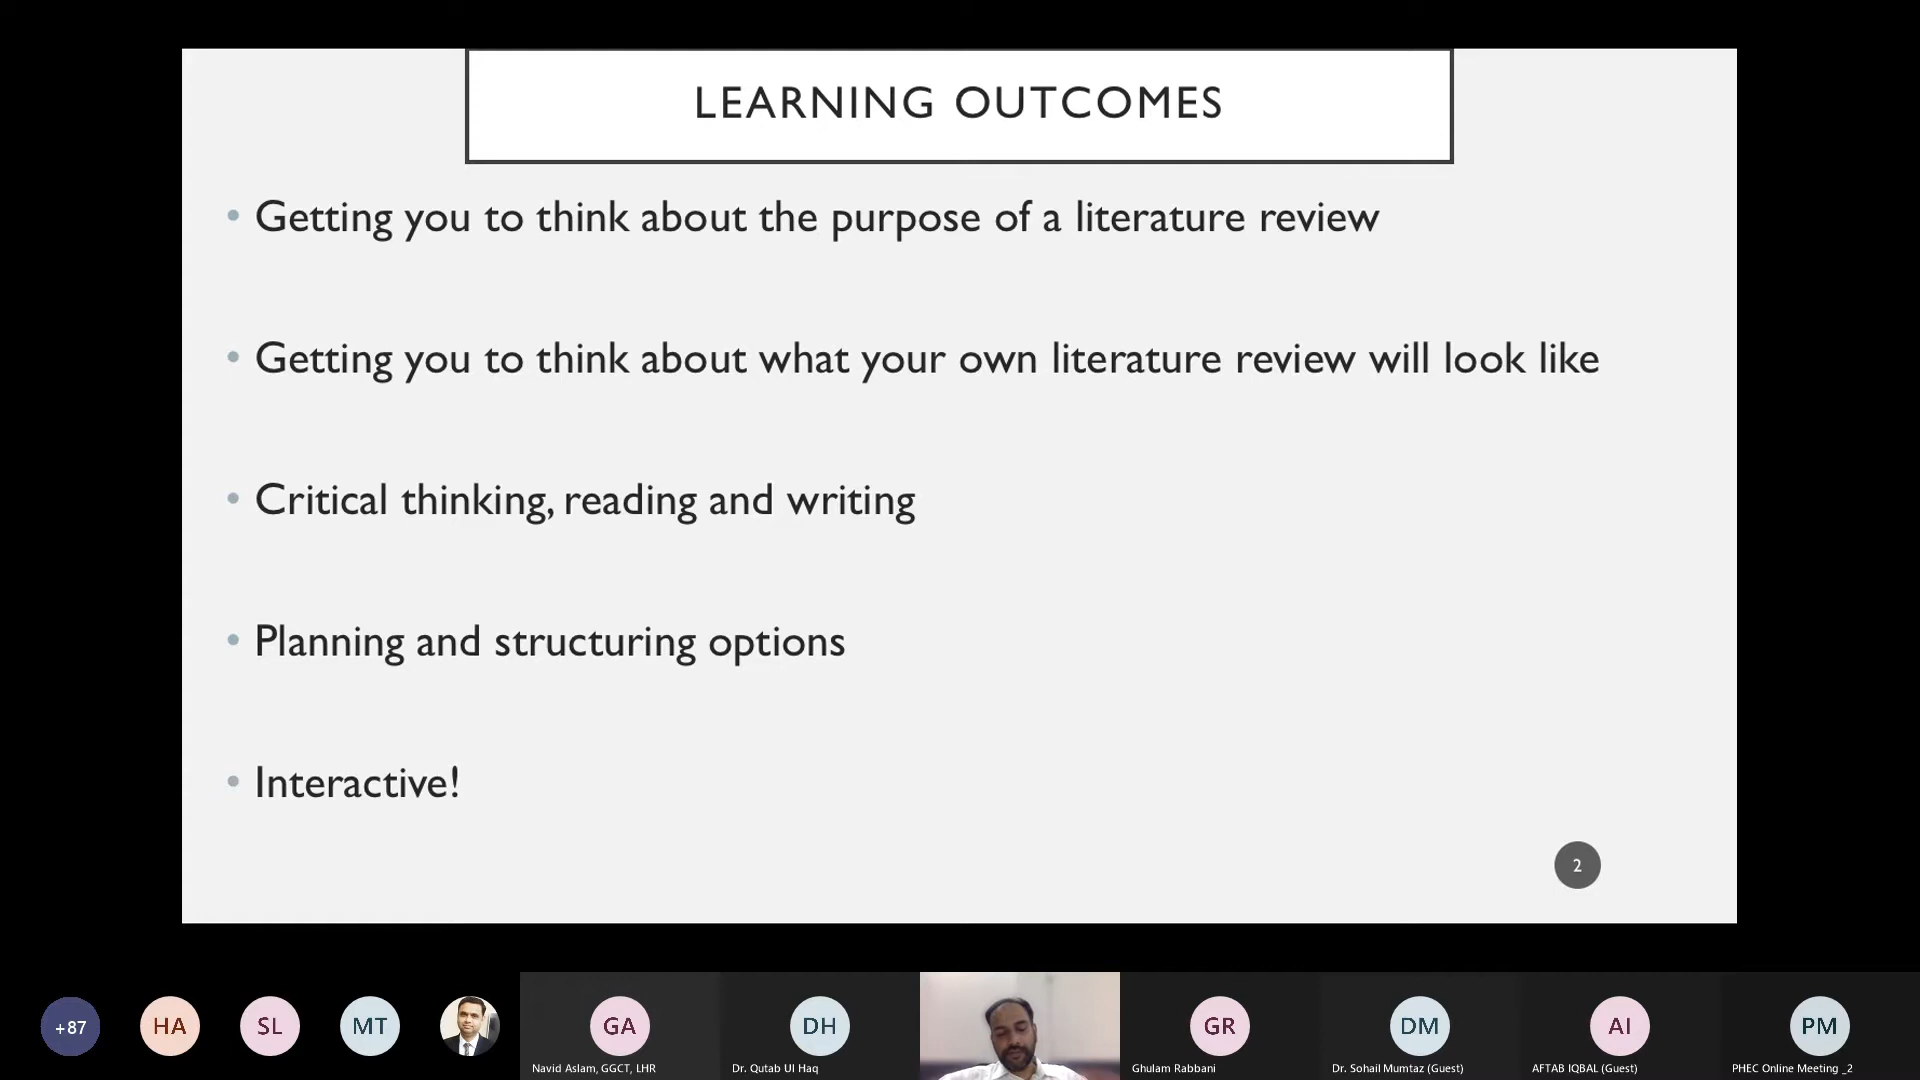 LEARNING OUTCOMES
• Getting you to think about the purpose of a literature review
• Getting you to think about what your own literature review will look like
• Critical thinking, reading and writing
• Planning and structuring options
• Interactive!
2
+87
HA
SL
MT
GA
DH
GR
DM
AI
PM
Navid Aslam, GGCT, LHR
Dr. Qutab Ul Haq
Ghulam Rabbani
Dr. Sohail Mumtaz (Guest)
AFTAB IQBAL (Guest)
PHEC Online Meeting _2